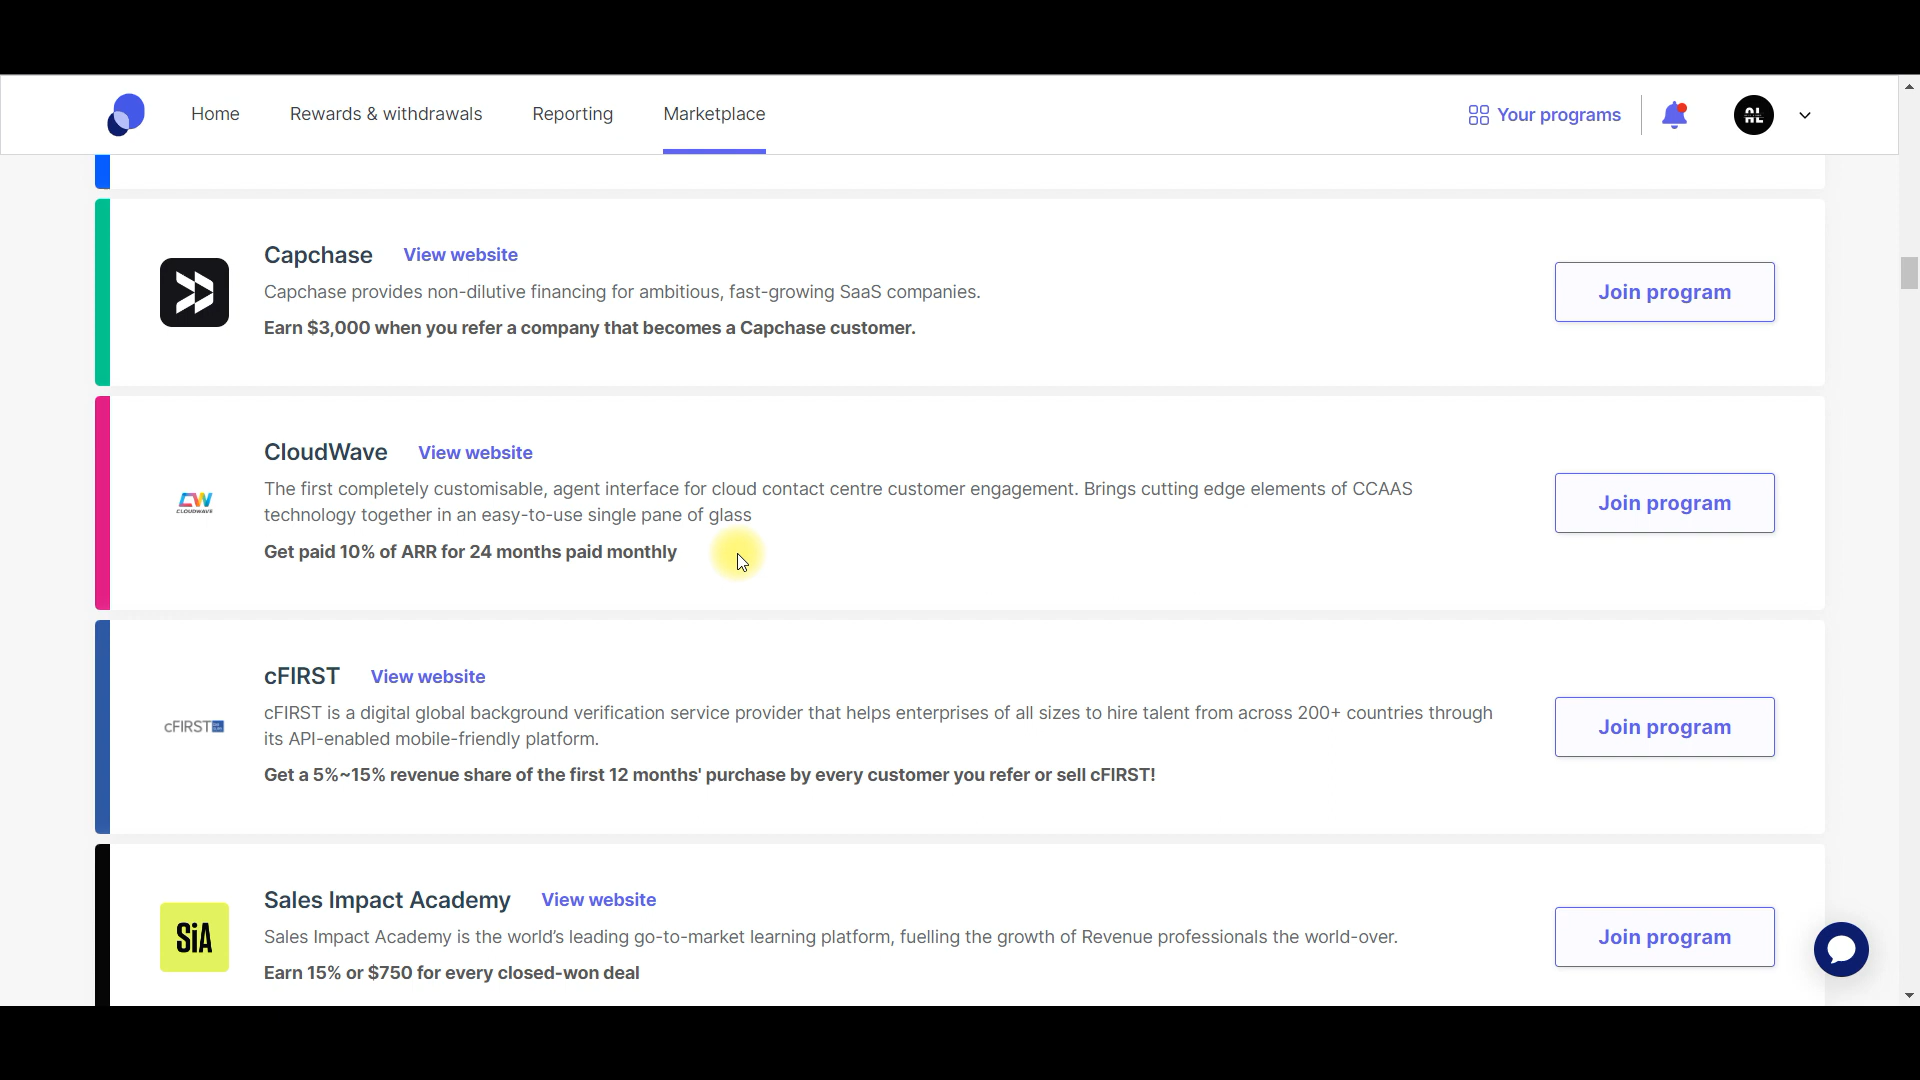 Home Rewards & withdrawals Reporting Marketplace Your programs AL
Capchase View website
Capchase provides non-dilutive financing for ambitious, fast-growing SaaS companies.
Earn $3,000 when you refer a company that becomes a Capchase customer.
Join program
CloudWave View website
CW
CLOUDWAVE
The first completely customisable, agent interface for cloud contact centre customer engagement. Brings cutting edge elements of CCAAS
technology together in an easy-to-use single pane of glass
Get paid 10% of ARR for 24 months paid monthly
Join program
cFIRST View website
cFIRST
cFIRST is a digital global background verification service provider that helps enterprises of all sizes to hire talent from across 200+ countries through
its API-enabled mobile-friendly platform.
Get a 5%~15% revenue share of the first 12 months' purchase by every customer you refer or sell cFIRST!
Join program
Sales Impact Academy View website
SiA
Sales Impact Academy is the world's leading go-to-market learning platform, fuelling the growth of Revenue professionals the world-over.
Earn 15% or $750 for every closed-won deal
Join program